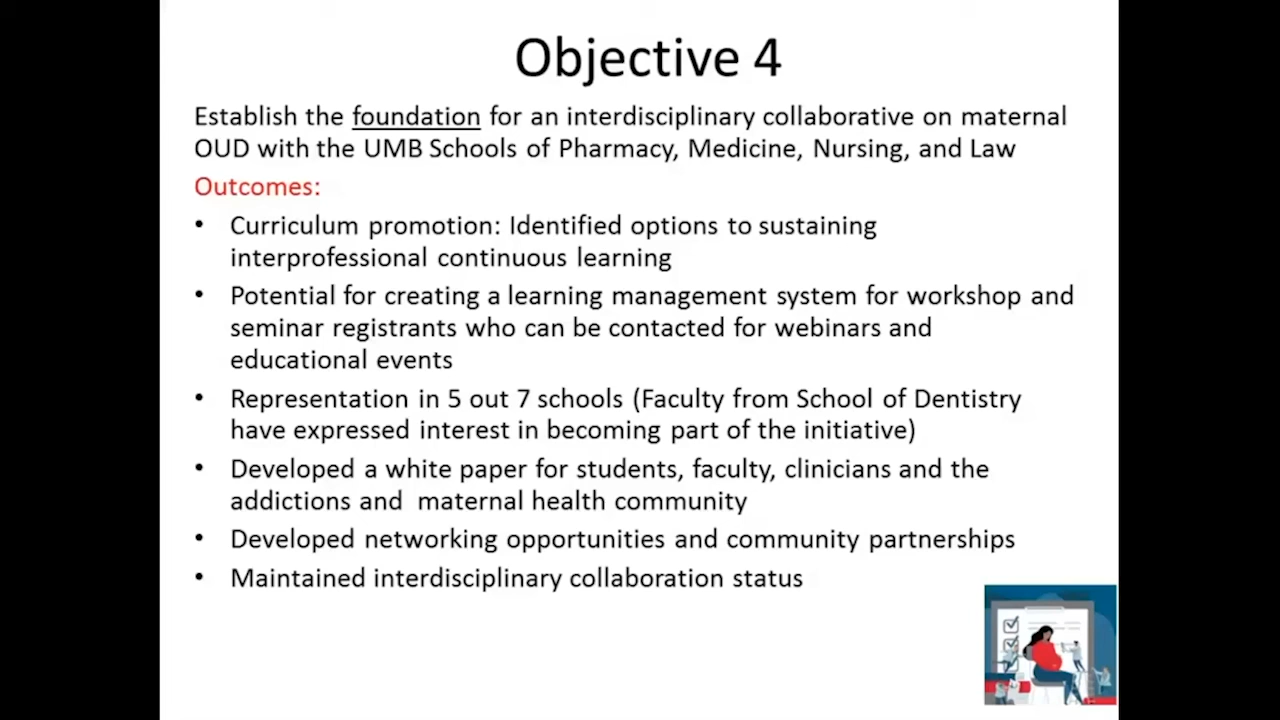 Objective 4
Establish the foundation for an interdisciplinary collaborative on maternal
OUD with the UMB Schools of Pharmacy, Medicine, Nursing, and Law
Outcomes:
• Curriculum promotion: Identified options to sustaining
interprofessional continuous learning
• Potential for creating a learning management system for workshop and
seminar registrants who can be contacted for webinars and
educational events
• Representation in 5 out 7 schools (Faculty from School of Dentistry
have expressed interest in becoming part of the initiative)
• Developed a white paper for students, faculty, clinicians and the
addictions and  maternal health community
• Developed networking opportunities and community partnerships
• Maintained interdisciplinary collaboration status